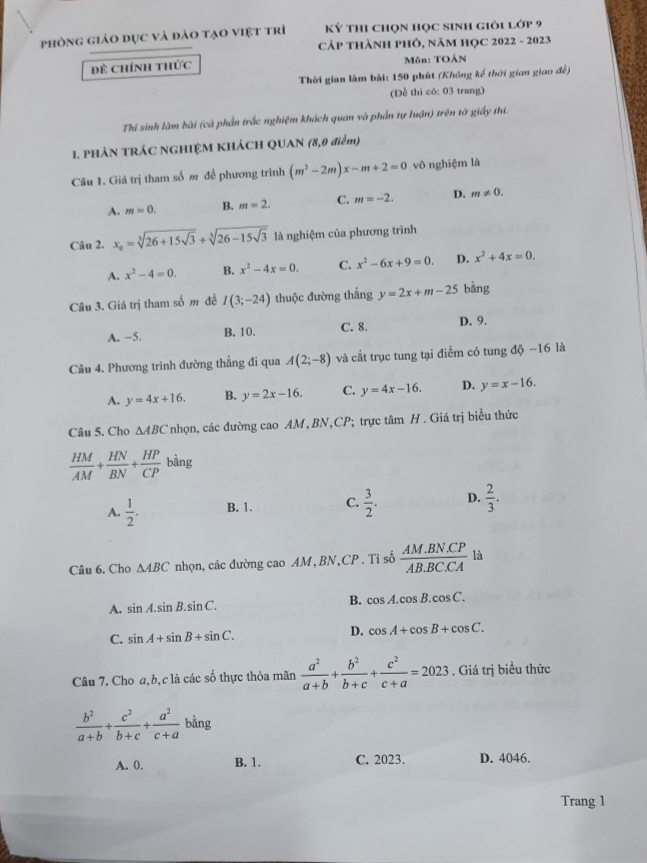 PHÒNG GIÁO DỤC VÀ ĐÀO TẠO VIỆT TRÌ
ĐỀ CHÍNH THỨC
KỲ THI CHỌN HỌC SINH GIỎI LỚP 9
CẤP THÀNH PHỐ, NĂM HỌC 2022 - 2023
Môn: TOÁN
Thời gian làm bài: 150 phút (Không kể thời gian giao đề)
(Đề thi có: 03 trang)
Thí sinh làm bài (cả phần trắc nghiệm khách quan và phần tự luận) trên tờ giấy thi.
I. PHẦN TRẮC NGHIỆM KHÁCH QUAN (8,0 điểm)
Câu 1. Giá trị tham số m để phương trình (m² − 2m)x − m + 2 = 0 vô nghiệm là
A. m = 0. B. m = 2. C. m = −2. D. m ≠ 0.
Câu 2. x₀ = ∛(26 + 15√3) + ∛(26 − 15√3) là nghiệm của phương trình
A. x² − 4 = 0. B. x² − 4x = 0. C. x² − 6x + 9 = 0. D. x² + 4x = 0.
Câu 3. Giá trị tham số m để I(3;−24) thuộc đường thẳng y = 2x + m − 25 bằng
A. −5. B. 10. C. 8. D. 9.
Câu 4. Phương trình đường thẳng đi qua A(2;−8) và cắt trục tung tại điểm có tung độ −16 là
A. y = 4x + 16. B. y = 2x − 16. C. y = 4x − 16. D. y = x − 16.
Câu 5. Cho ΔABC nhọn, các đường cao AM, BN, CP; trực tâm H. Giá trị biểu thức
HM/AM + HN/BN + HP/CP bằng
A. 1/2. B. 1. C. 3/2. D. 2/3.
Câu 6. Cho ΔABC nhọn, các đường cao AM, BN, CP. Tỉ số AM.BN.CP/AB.BC.CA là
A. sin A.sin B.sin C. B. cos A.cos B.cos C.
C. sin A + sin B + sin C. D. cos A + cos B + cos C.
Câu 7. Cho a, b, c là các số thực thỏa mãn a²/(a+b) + b²/(b+c) + c²/(c+a) = 2023. Giá trị biểu thức
b²/(a+b) + c²/(b+c) + a²/(c+a) bằng
A. 0. B. 1. C. 2023. D. 4046.
Trang 1